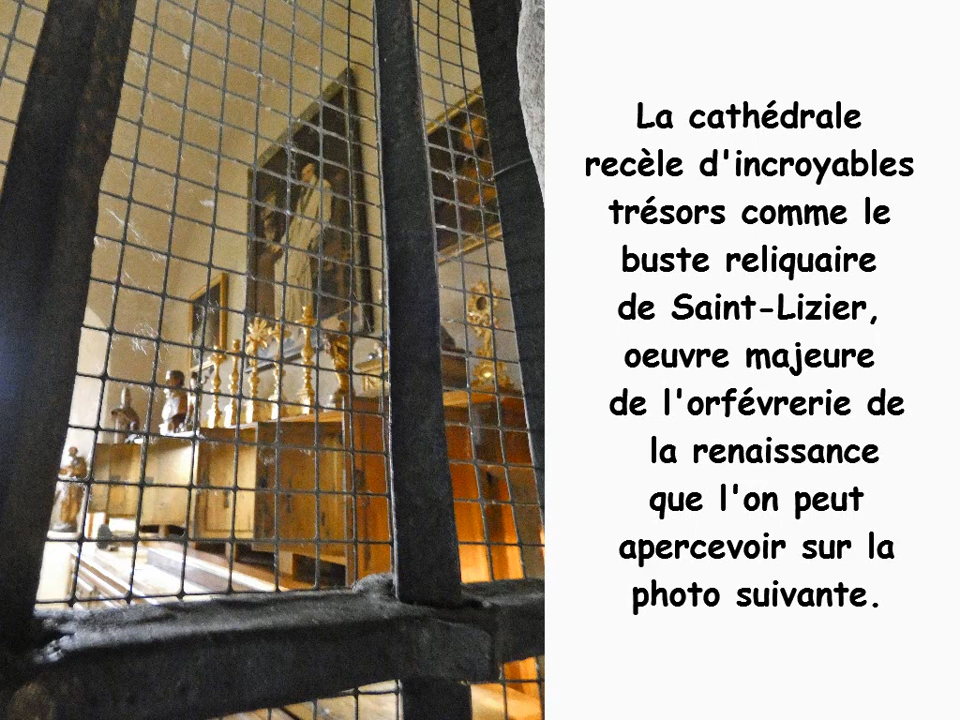 La cathédrale
recèle d'incroyables
trésors comme le
buste reliquaire
de Saint-Lizier,
oeuvre majeure
de l'orfévrerie de
la renaissance
que l'on peut
apercevoir sur la
photo suivante.